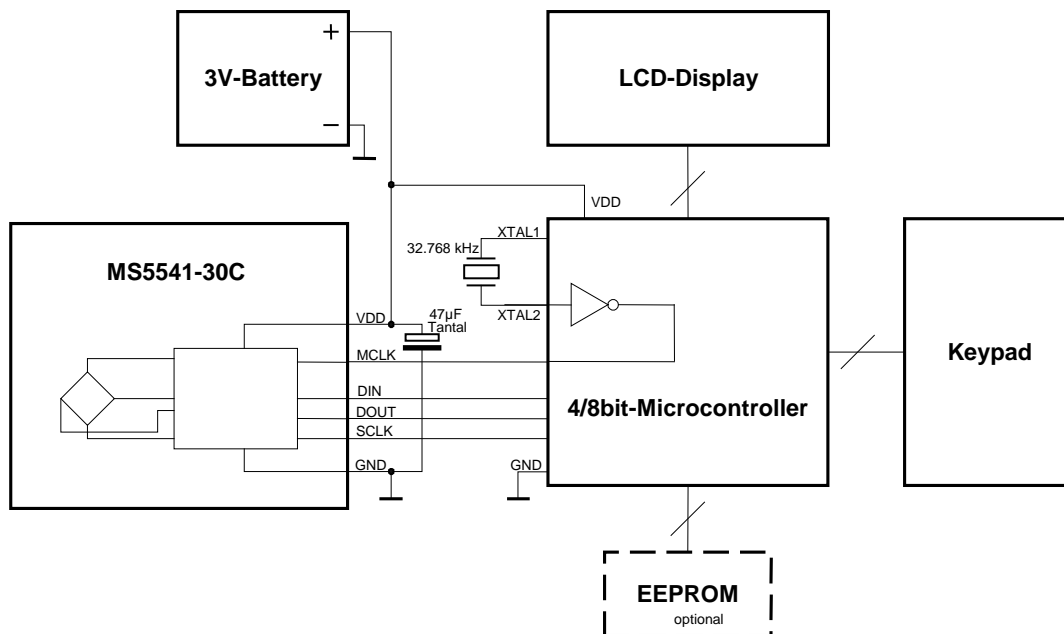 +
3V-Battery
−
LCD-Display
VDD
MS5541-30C
XTAL1
32.768 kHz
XTAL2
47µF
Tantal
VDD
MCLK
DIN
DOUT
SCLK
GND
4/8bit-Microcontroller
GND
Keypad
EEPROM
optional